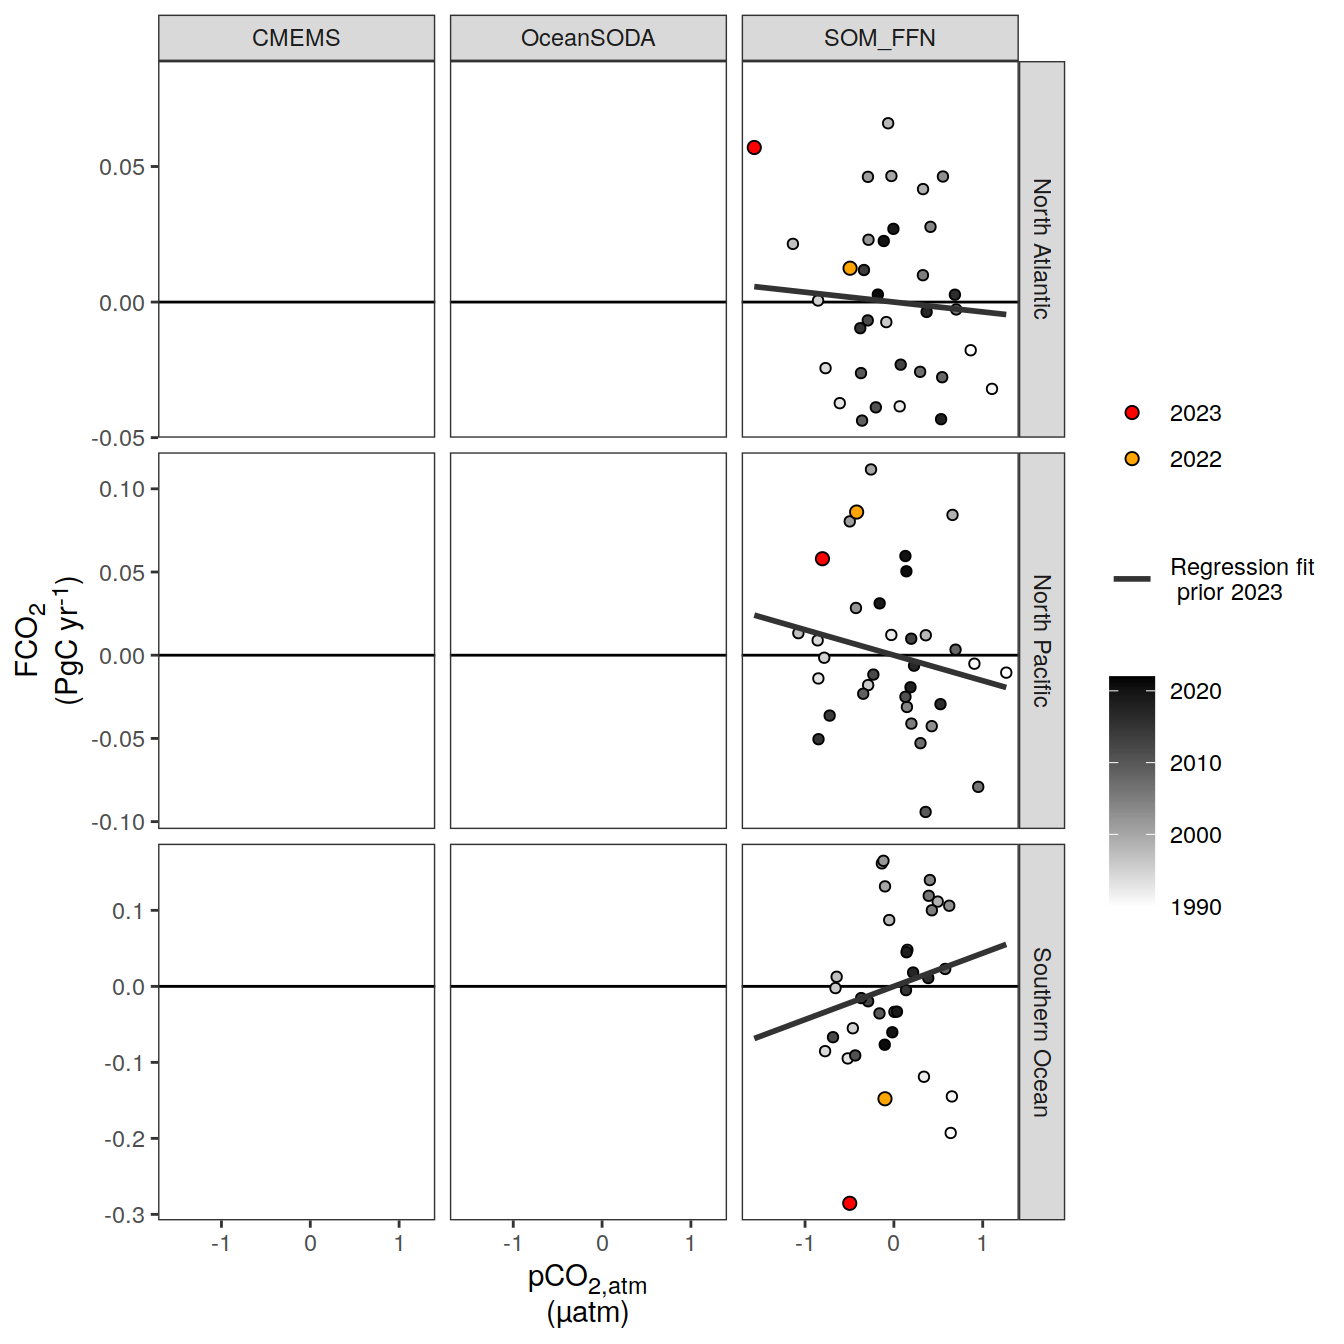 CMEMS
OceanSODA
SOM_FFN
0.05
0.00
-0.05
North Atlantic
0.10
0.05
0.00
-0.05
-0.10
North Pacific
0.1
0.0
-0.1
-0.2
-0.3
Southern Ocean
-1 0 1
-1 0 1
-1 0 1
FCO₂
(PgC yr⁻¹)
pCO₂,ₐₜₘ
(µatm)
2023
2022
Regression fit
prior 2023
2020
2010
2000
1990